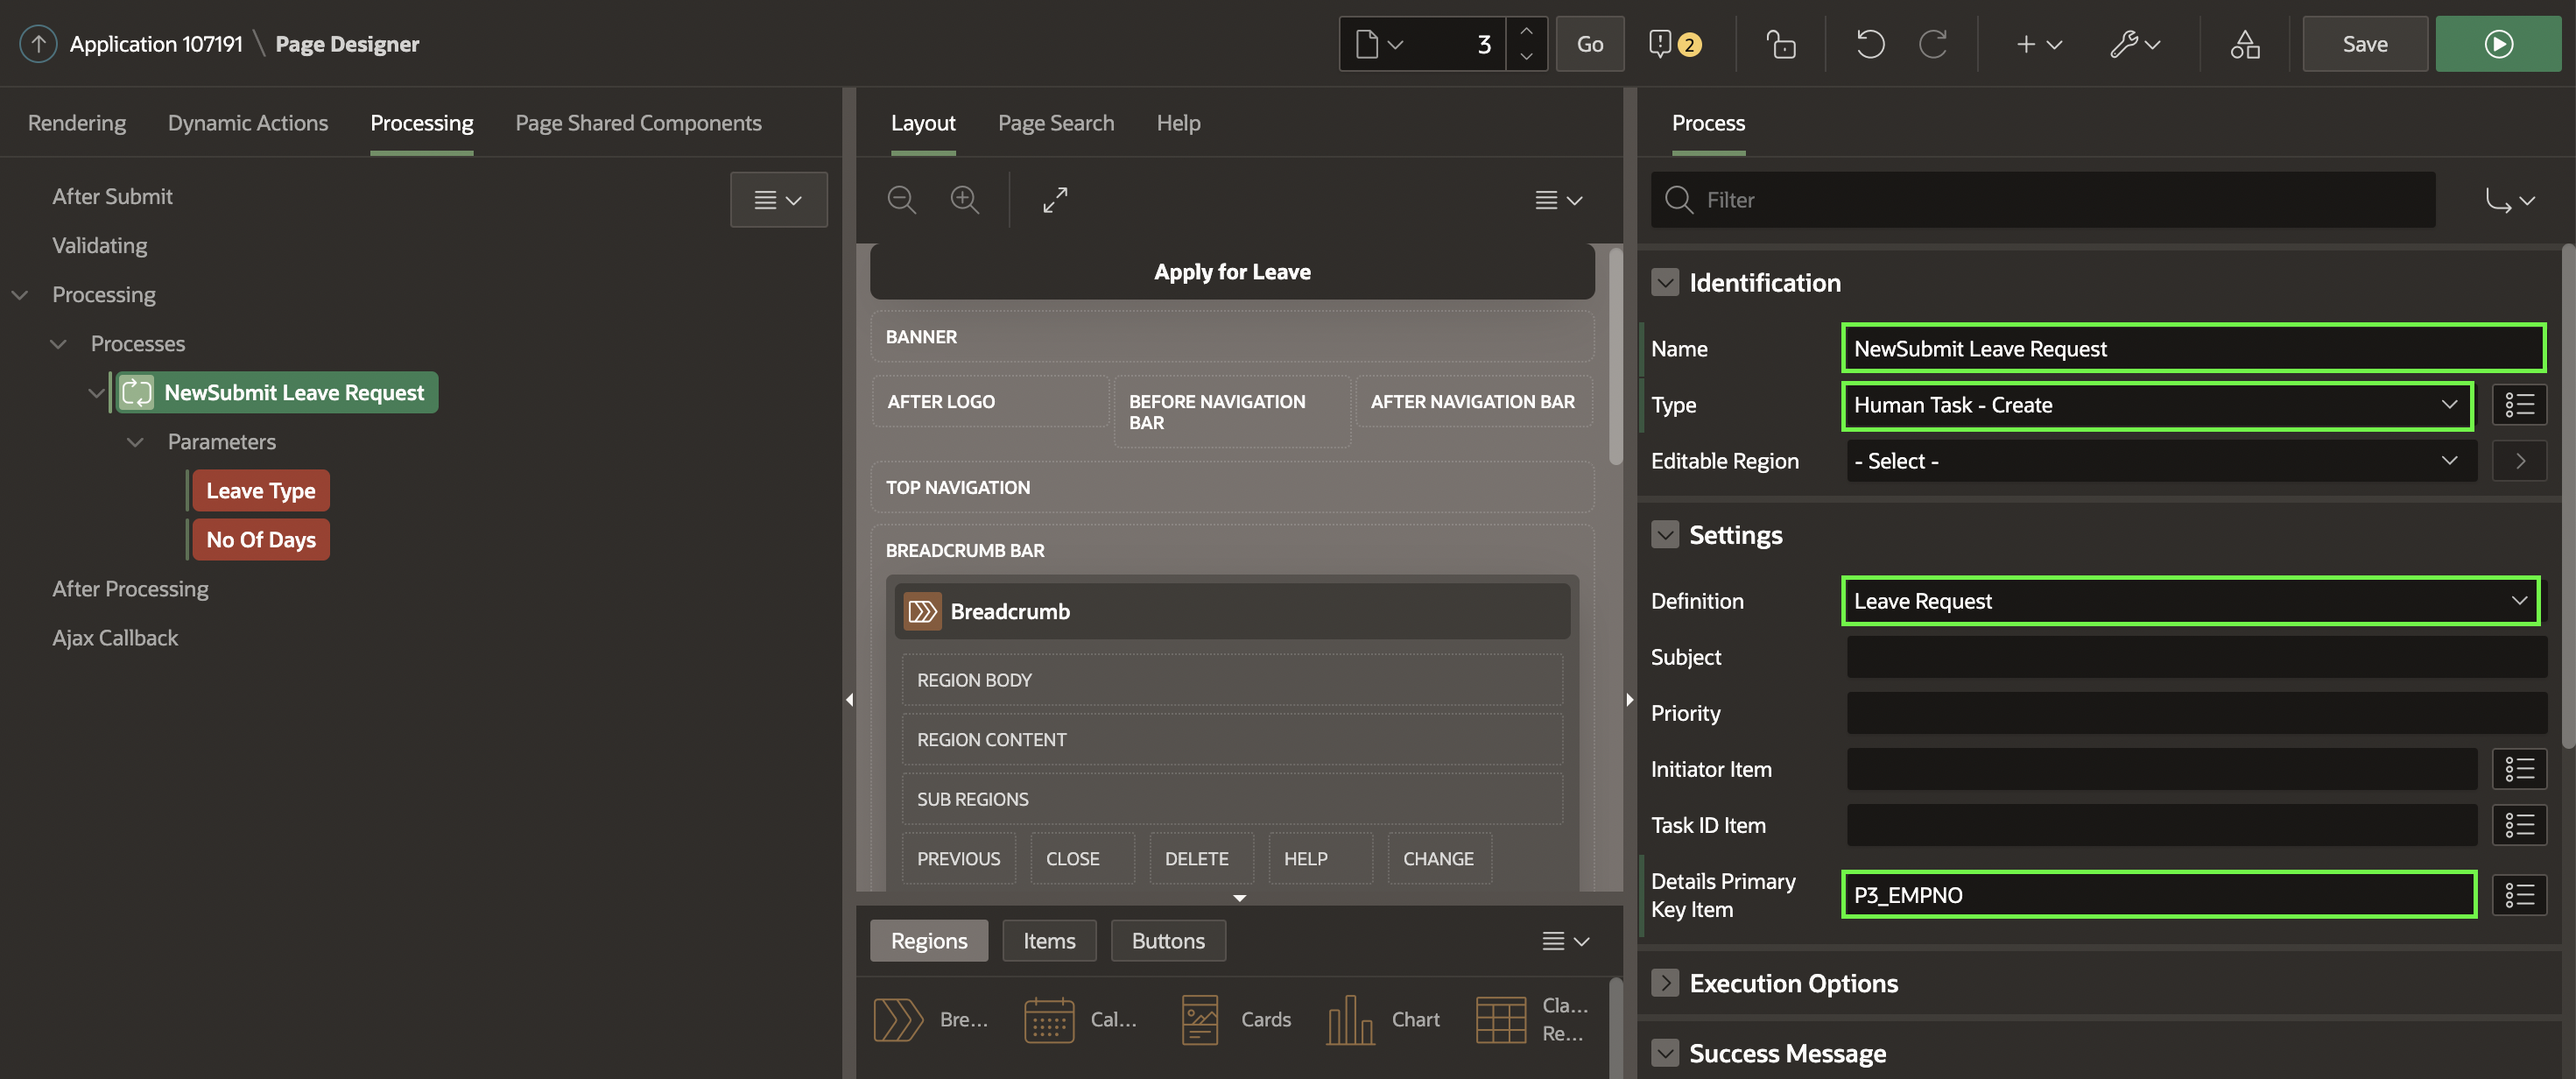 Application 107191 \ Page Designer
3
Go
2
Save
Rendering
Dynamic Actions
Processing
Page Shared Components
After Submit
Validating
Processing
Processes
NewSubmit Leave Request
Parameters
Leave Type
No Of Days
After Processing
Ajax Callback
Layout
Page Search
Help
Apply for Leave
BANNER
AFTER LOGO
BEFORE NAVIGATION
BAR
AFTER NAVIGATION BAR
TOP NAVIGATION
BREADCRUMB BAR
Breadcrumb
REGION BODY
REGION CONTENT
SUB REGIONS
PREVIOUS
CLOSE
DELETE
HELP
CHANGE
Regions
Items
Buttons
Bre...
Cal...
Cards
Chart
Cla...
Re...
Process
Filter
Identification
Name
NewSubmit Leave Request
Type
Human Task - Create
Editable Region
- Select -
Settings
Definition
Leave Request
Subject
Priority
Initiator Item
Task ID Item
Details Primary
Key Item
P3_EMPNO
Execution Options
Success Message